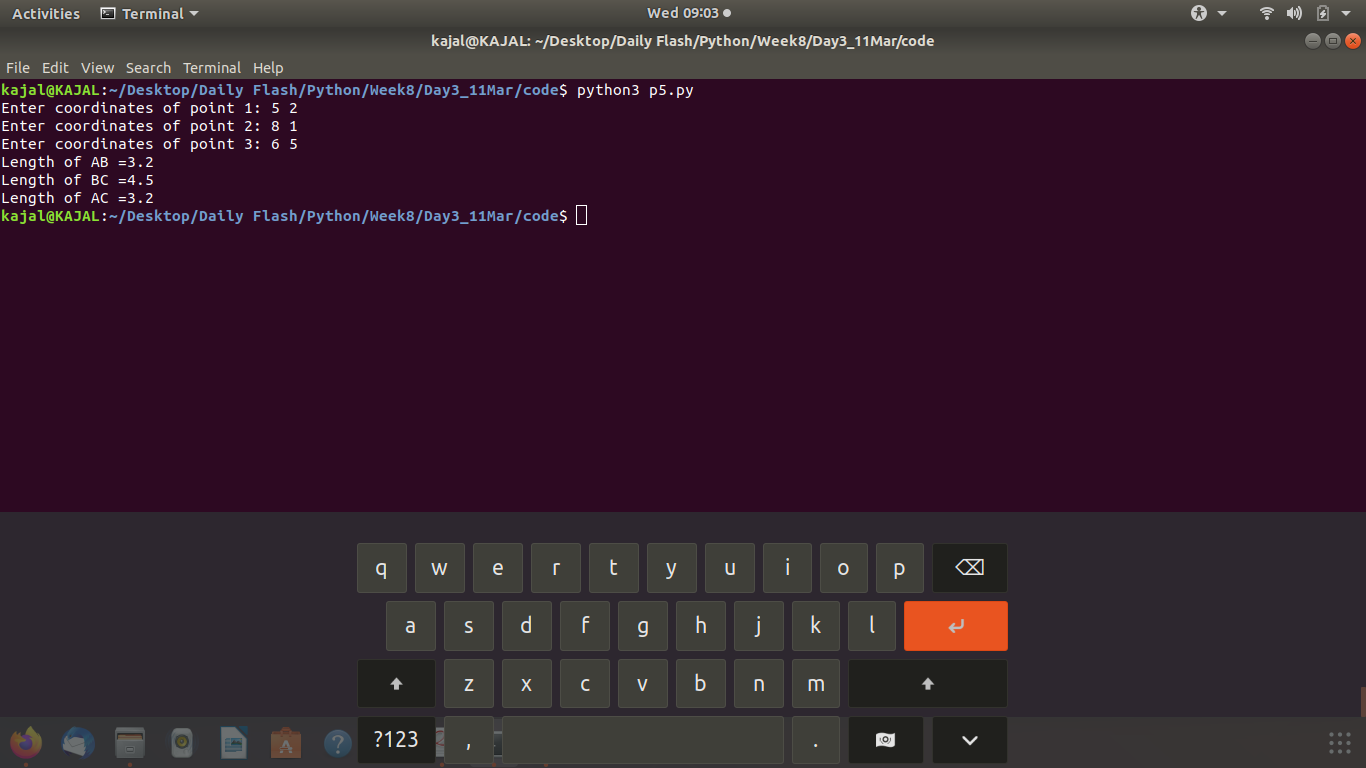 Activities Terminal Wed 09:03
kajal@KAJAL: ~/Desktop/Daily Flash/Python/Week8/Day3_11Mar/code
File Edit View Search Terminal Help
kajal@KAJAL:~/Desktop/Daily Flash/Python/Week8/Day3_11Mar/code$ python3 p5.py
Enter coordinates of point 1: 5 2
Enter coordinates of point 2: 8 1
Enter coordinates of point 3: 6 5
Length of AB =3.2
Length of BC =4.5
Length of AC =3.2
kajal@KAJAL:~/Desktop/Daily Flash/Python/Week8/Day3_11Mar/code$
q w e r t y u i o p
a s d f g h j k l
z x c v b n m
?123 , .